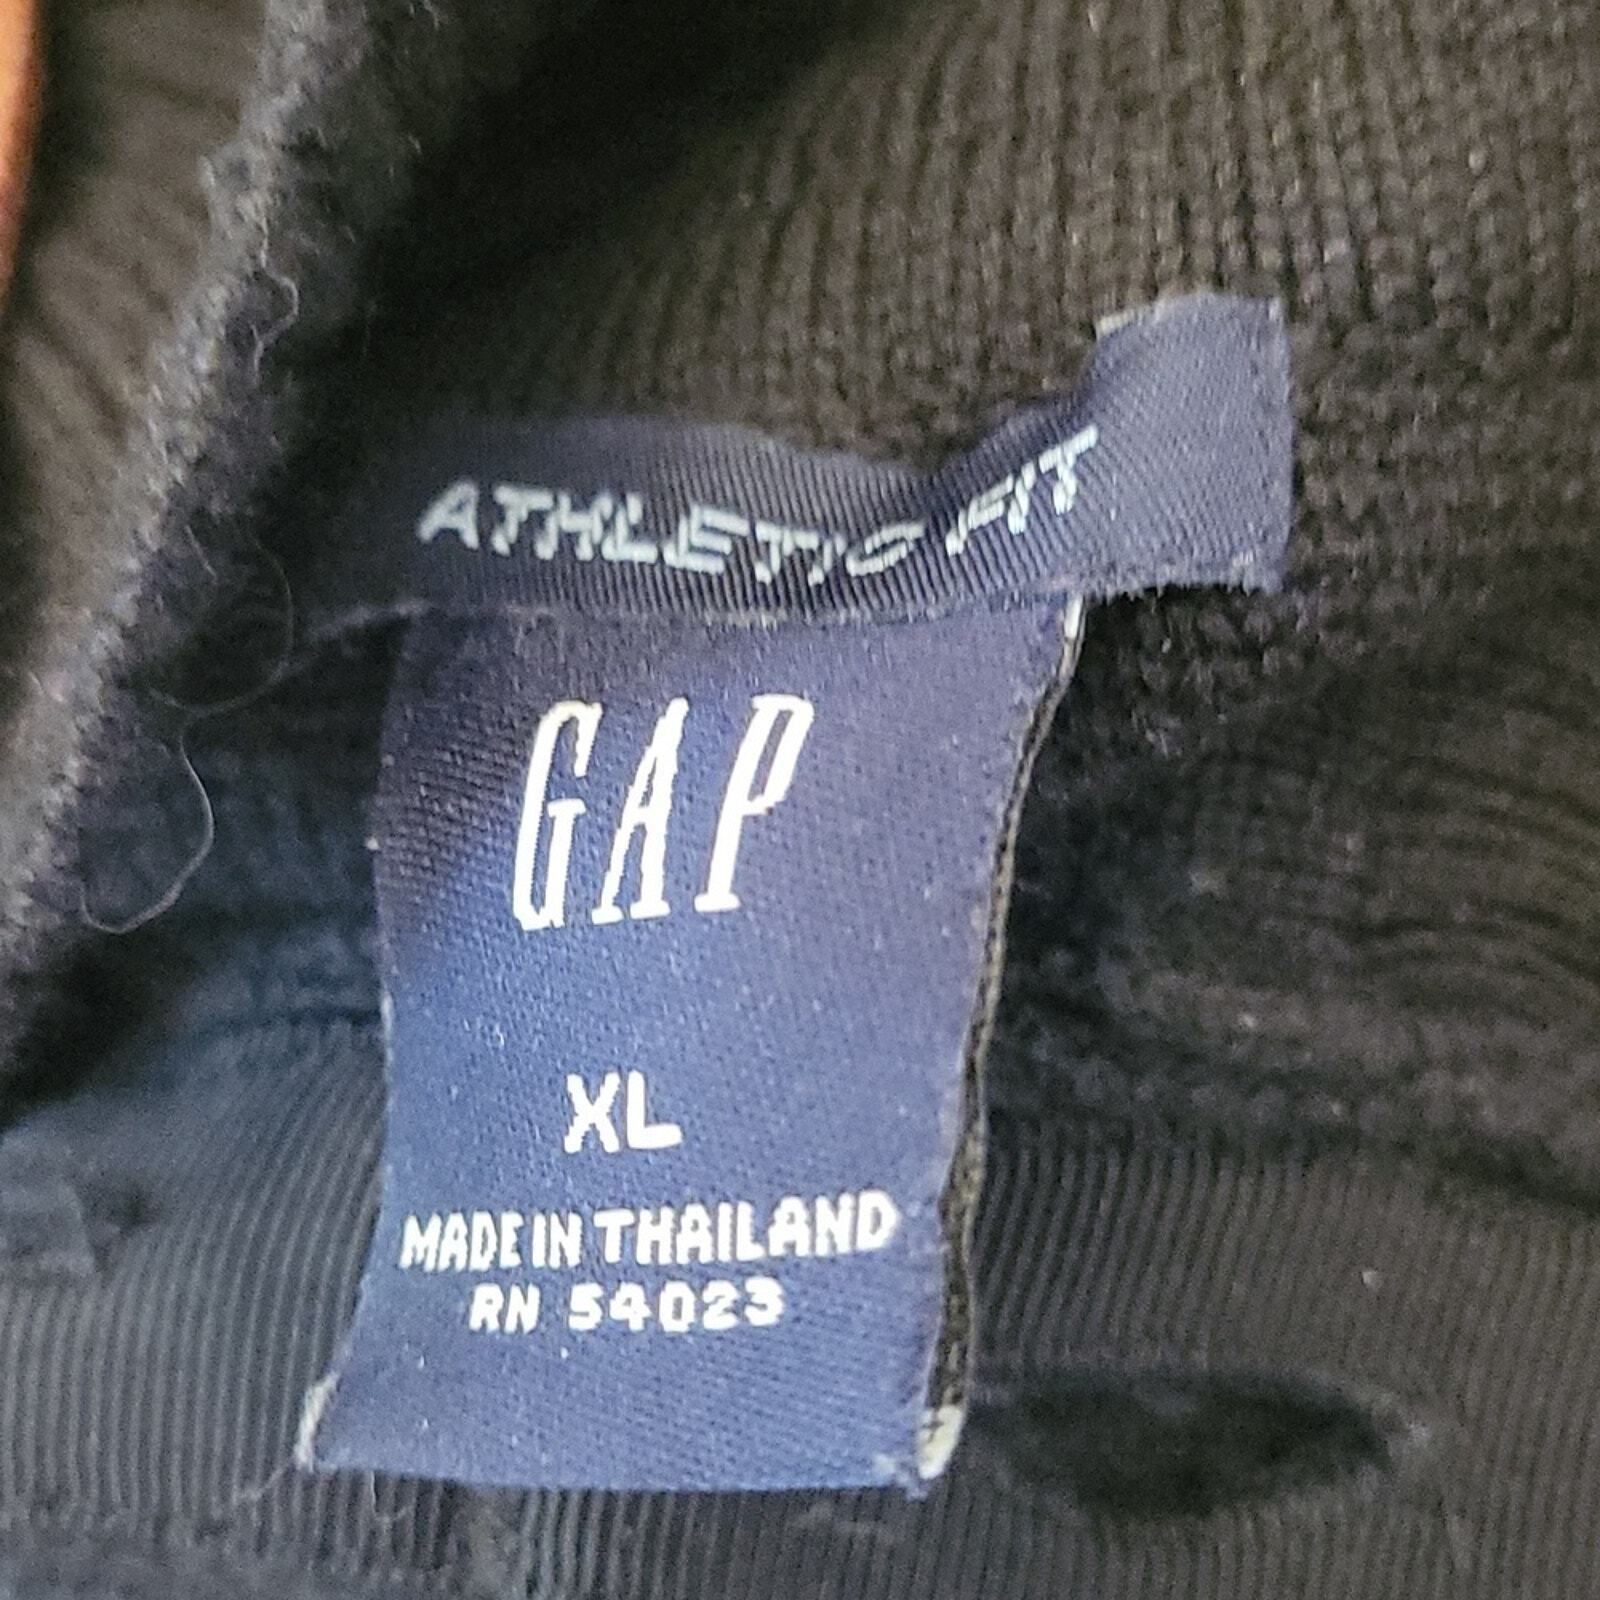 ATHLETIC FIT
GAP
XL
MADE IN THAILAND
RN 54023